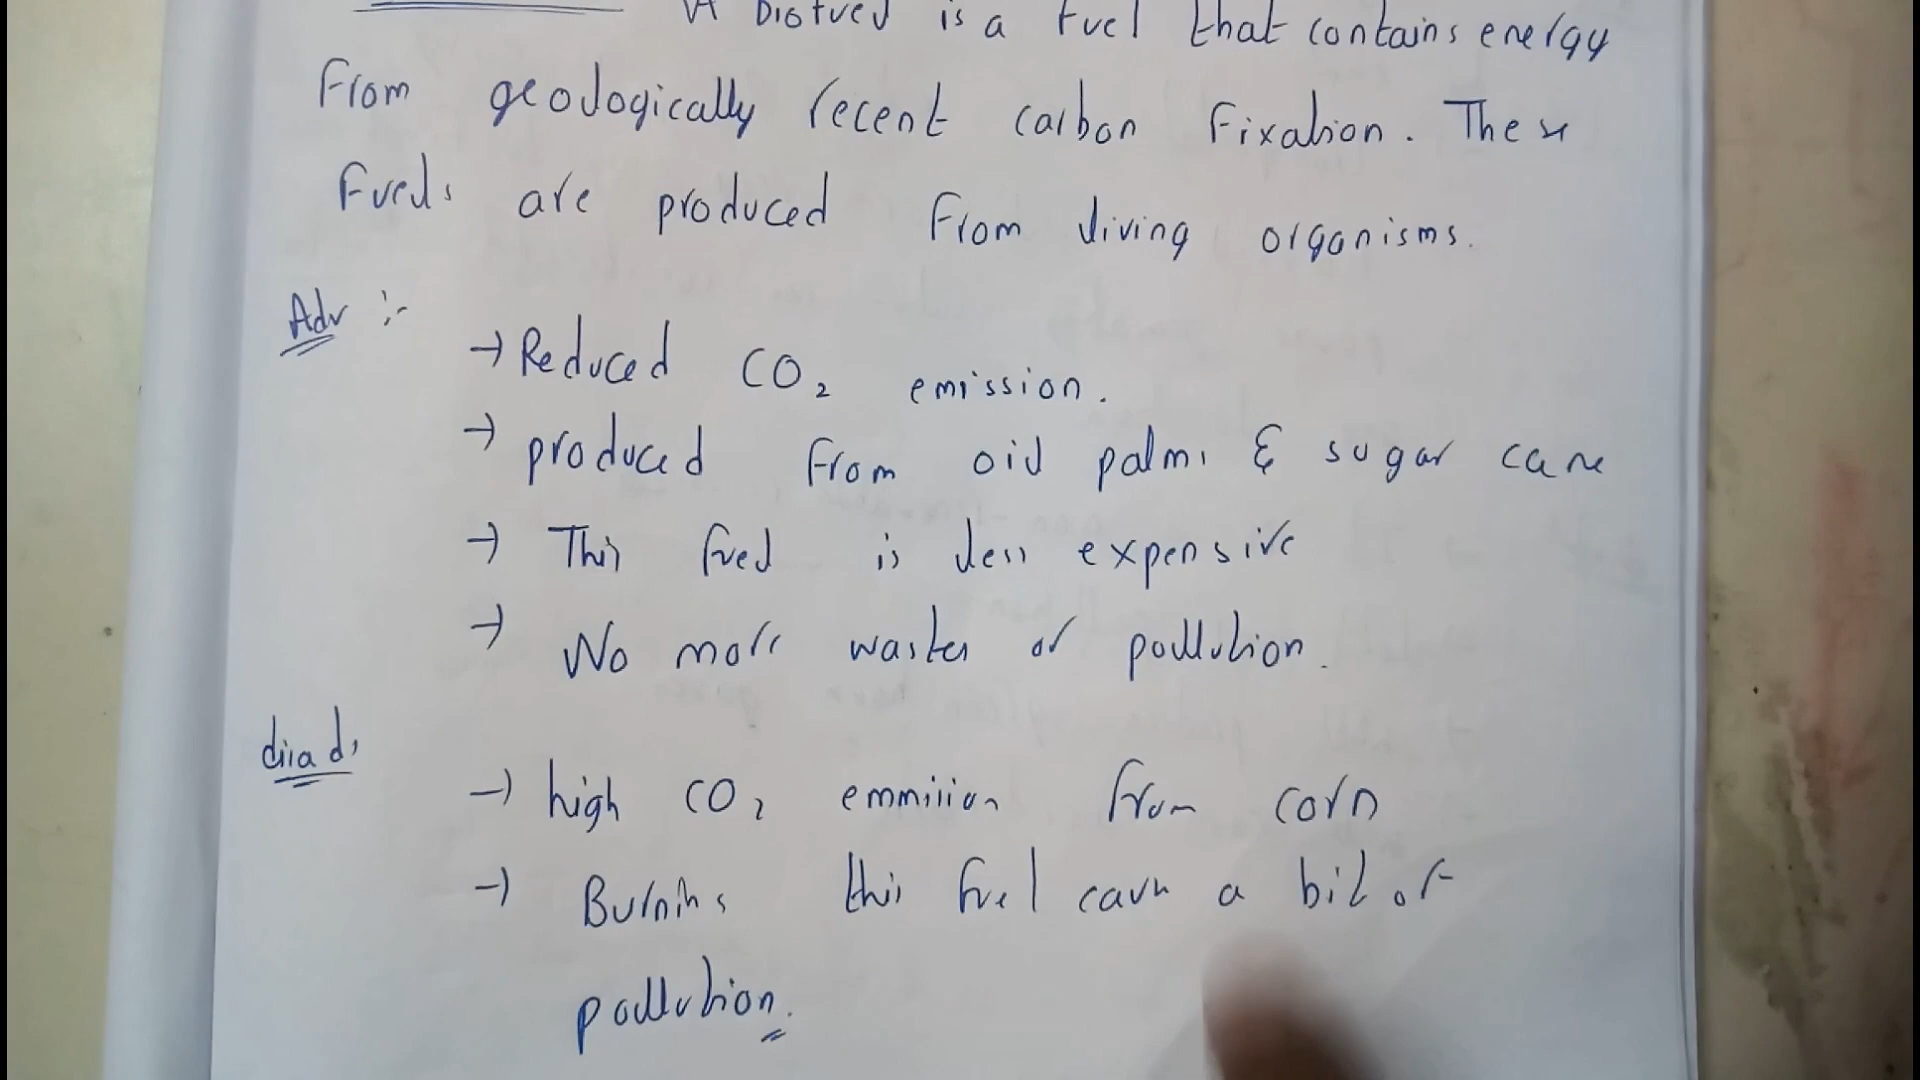 A Biofuel is a fuel that contains energy
From geologically recent carbon Fixation. These
Fuels are produced From living organisms.
Adv :-
→ Reduced CO₂ emission.
→ produced From oil palms & sugar cane
→ This fuel is less expensive
→ No more wastes or pollution.
disad,
→ high CO₂ emmision From corn
→ Burning this fuel cause a bit of
pollution.